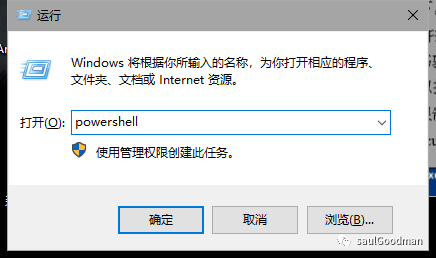 运行
Windows 将根据你所输入的名称，为你打开相应的程序、
文件夹、文档或 Internet 资源。
打开(O): powershell
使用管理权限创建此任务。
确定 取消 浏览(B)...
saulGoodman